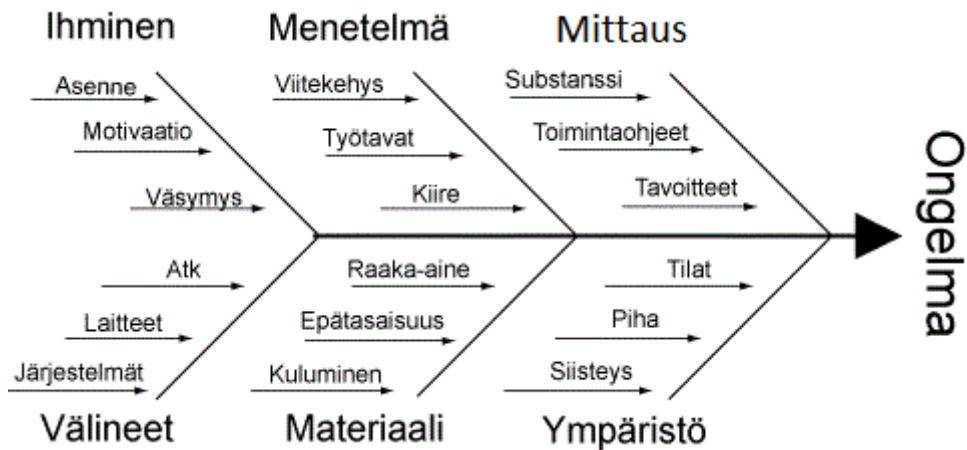 Ihminen
Menetelmä
Mittaus
Asenne
Motivaatio
Väsymys
Viitekehys
Työtavat
Kiire
Substanssi
Toimintaohjeet
Tavoitteet
Ongelma
Atk
Laitteet
Järjestelmät
Raaka-aine
Epätasaisuus
Kuluminen
Tilat
Piha
Siisteys
Välineet
Materiaali
Ympäristö